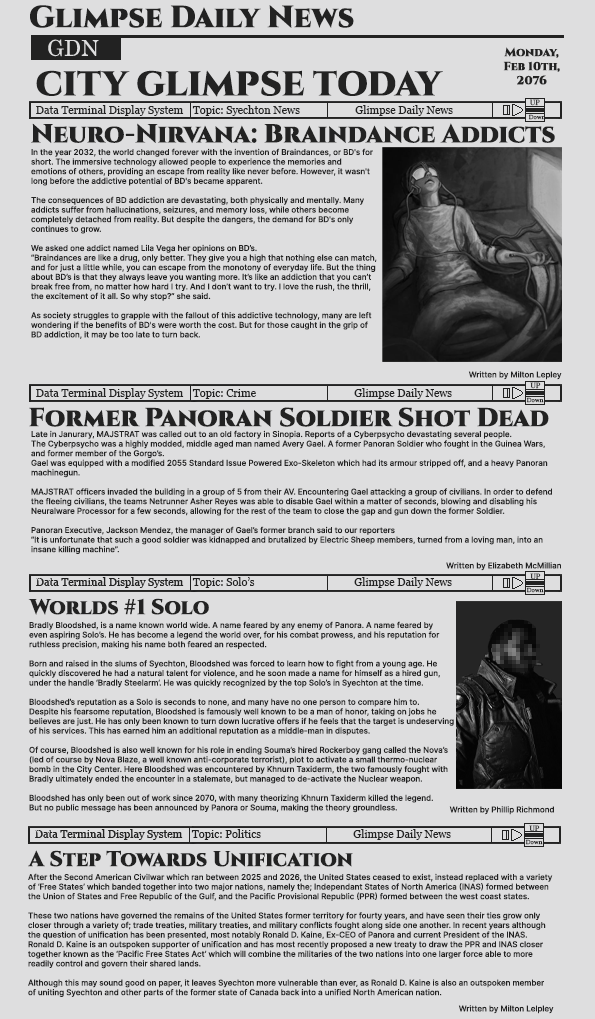 Glimpse Daily News
GDN
Monday,
Feb 10th,
2076
City Glimpse Today
Data Terminal Display System Topic: Syechton News Glimpse Daily News UP Down
Neuro-Nirvana: Braindance Addicts
In the year 2032, the world changed forever with the invention of Braindances, or BD's for
short. The immersive technology allowed people to experience the memories and
emotions of others, providing an escape from reality like never before. However, it wasn't
long before the addictive potential of BD's became apparent.
The consequences of BD addiction are devastating, both physically and mentally. Many
addicts suffer from hallucinations, seizures, and memory loss, while others become
completely detached from reality. But despite the dangers, the demand for BD's only
continues to grow.
We asked one addict named Lila Vega her opinions on BD's.
"Braindances are like a drug, only better. They give you a high that nothing else can match,
and for just a little while, you can escape from the monotony of everyday life. But the thing
about BD's is that they always leave you wanting more. It's like an addiction that you can't
break free from, no matter how hard I try. And I don't want to try. I love the rush, the thrill,
the excitement of it all. So why stop?" she said.
As society struggles to grapple with the fallout of this addictive technology, many are left
wondering if the benefits of BD's were worth the cost. But for those caught in the grip of
BD addiction, it may be too late to turn back.
Written by Milton Lepley
Data Terminal Display System Topic: Crime Glimpse Daily News UP Down
Former Panoran Soldier Shot Dead
Late in Janurary, MAJSTRAT was called out to an old factory in Sinopia. Reports of a Cyberpsycho devastating several people.
The Cyberpsycho was a highly modded, middle aged man named Avery Gael. A former Panoran Soldier who fought in the Guinea Wars,
and former member of the Gorgo's.
Gael was equipped with a modified 2055 Standard Issue Powered Exo-Skeleton which had its armour stripped off, and a heavy Panoran
machinegun.
MAJSTRAT officers invaded the building in a group of 5 from their AV. Encountering Gael attacking a group of civilians. In order to defend
the fleeing civilians, the teams Netrunner Asher Reyes was able to disable Gael within a matter of seconds, blowing and disabling his
Neuralware Processor for a few seconds, allowing for the rest of the team to close the gap and gun down the former Soldier.
Panoran Executive, Jackson Mendez, the manager of Gael's former branch said to our reporters
"It is unfortunate that such a good soldier was kidnapped and brutalized by Electric Sheep members, turned from a loving man, into an
insane killing machine".
Written by Elizabeth McMillian
Data Terminal Display System Topic: Solo's Glimpse Daily News UP Down
Worlds #1 Solo
Bradly Bloodshed, is a name known world wide. A name feared by any enemy of Panora. A name feared by
even aspiring Solo's. He has become a legend the world over, for his combat prowess, and his reputation for
ruthless precision, making his name both feared an respected.
Born and raised in the slums of Syechton, Bloodshed was forced to learn how to fight from a young age. He
quickly discovered he had a natural talent for violence, and he soon made a name for himself as a hired gun,
under the handle 'Bradly Steelarm'. He was quickly recognized by the top Solo's in Syechton at the time.
Bloodshed's reputation as a Solo is seconds to none, and many have no one person to compare him to.
Despite his fearsome reputation, Bloodshed is famously well known to be a man of honor, taking on jobs he
believes are just. He has only been known to turn down lucrative offers if he feels that the target is undeserving
of his services. This has earned him an additional reputation as a middle-man in disputes.
Of course, Bloodshed is also well known for his role in ending Souma's hired Rockerboy gang called the Nova's
(led of course by Nova Blaze, a well known anti-corporate terrorist), plot to activate a small thermo-nuclear
bomb in the City Center. Here Bloodshed was encountered by Khnurn Taxiderm, the two famously fought with
Bradly ultimately ended the encounter in a stalemate, but managed to de-activate the Nuclear weapon.
Bloodshed has only been out of work since 2070, with many theorizing Khnurn Taxiderm killed the legend.
But no public message has been announced by Panora or Souma, making the theory groundless.
Written by Phillip Richmond
Data Terminal Display System Topic: Politics Glimpse Daily News UP Down
A Step Towards Unification
After the Second American Civilwar which ran between 2025 and 2026, the United States ceased to exist, instead replaced with a variety
of 'Free States' which banded together into two major nations, namely the; Independant States of North America (INAS) formed between
the Union of States and Free Republic of the Gulf, and the Pacific Provisional Republic (PPR) formed between the west coast states.
These two nations have governed the remains of the United States former territory for fourty years, and have seen their ties grow only
closer through a variety of; trade treaties, military treaties, and military conflicts fought along side one another. In recent years although
the question of unification has been presented, most notably Ronald D. Kaine, Ex-CEO of Panora and current President of the INAS.
Ronald D. Kaine is an outspoken supporter of unification and has most recently proposed a new treaty to draw the PPR and INAS closer
together known as the 'Pacific Free States Act' which will combine the militaries of the two nations into one larger force able to more
readily control and govern their shared lands.
Although this may sound good on paper, it leaves Syechton more vulnerable than ever, as Ronald D. Kaine is also an outspoken member
of uniting Syechton and other parts of the former state of Canada back into a unified North American nation.
Written by Milton Lelpley